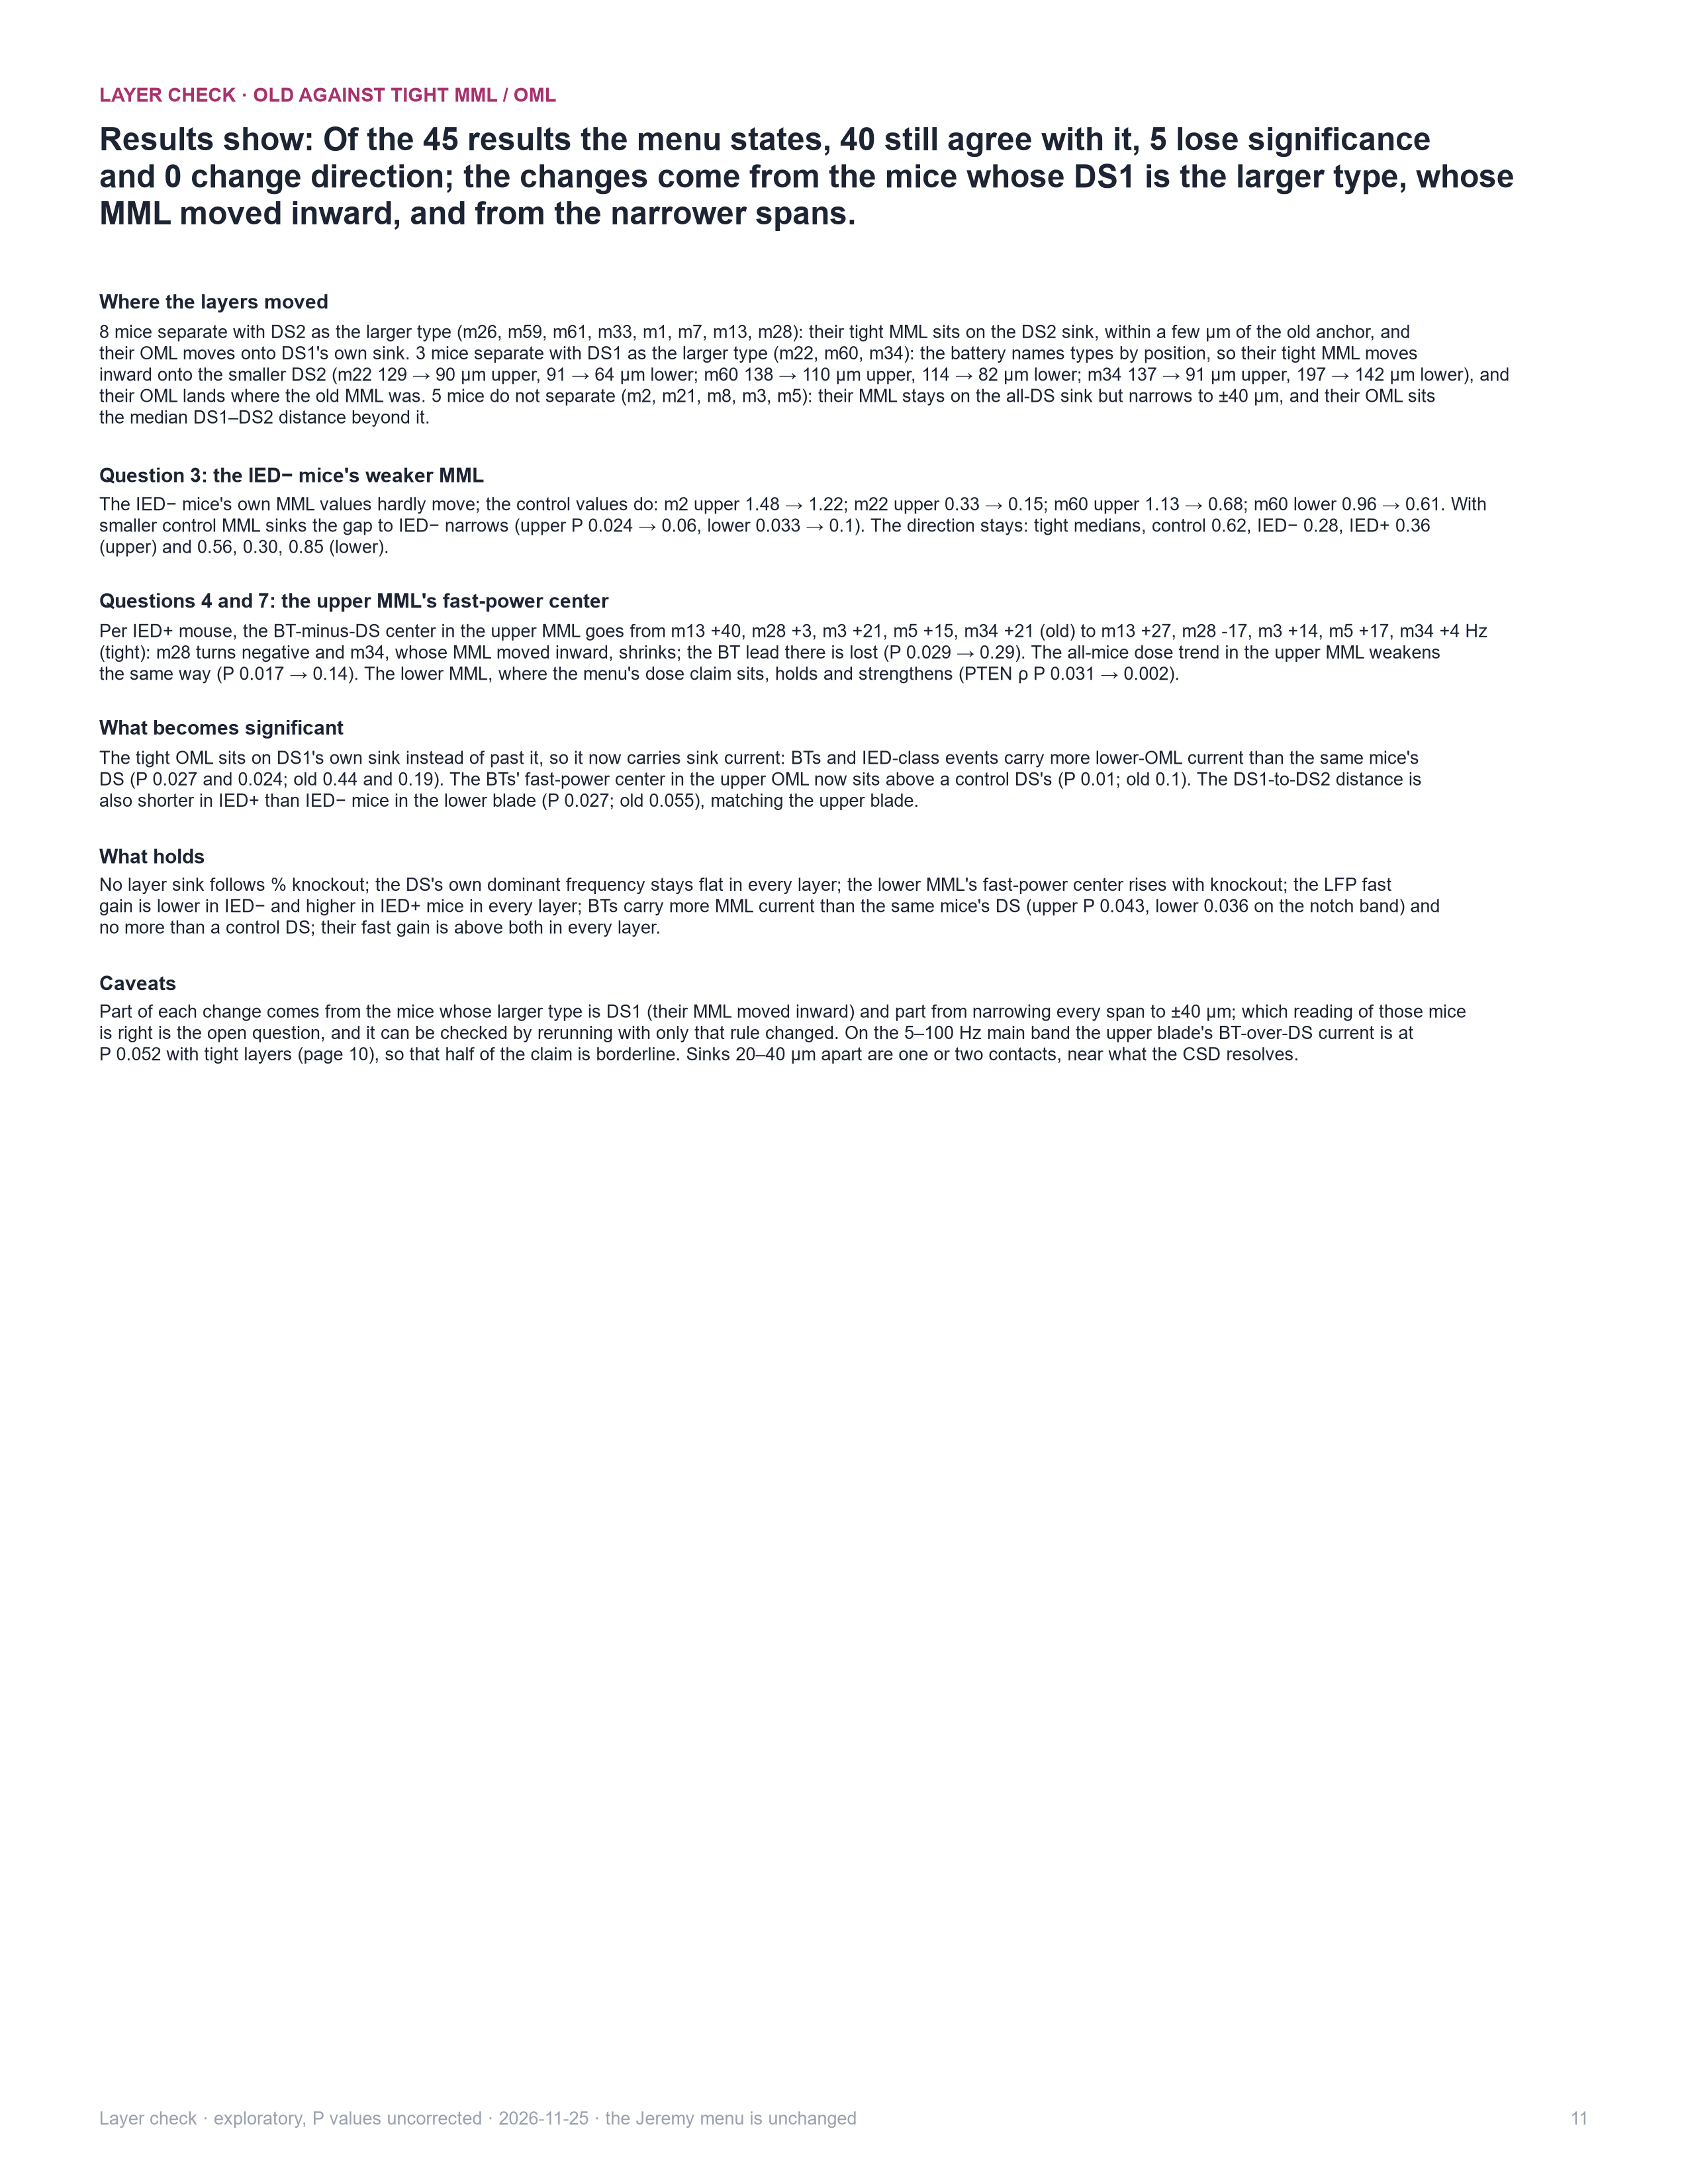 LAYER CHECK · OLD AGAINST TIGHT MML / OML
Results show: Of the 45 results the menu states, 40 still agree with it, 5 lose significance
and 0 change direction; the changes come from the mice whose DS1 is the larger type, whose
MML moved inward, and from the narrower spans.
Where the layers moved
8 mice separate with DS2 as the larger type (m26, m59, m61, m33, m1, m7, m13, m28): their tight MML sits on the DS2 sink, within a few µm of the old anchor, and
their OML moves onto DS1's own sink. 3 mice separate with DS1 as the larger type (m22, m60, m34): the battery names types by position, so their tight MML moves
inward onto the smaller DS2 (m22 129 → 90 µm upper, 91 → 64 µm lower; m60 138 → 110 µm upper, 114 → 82 µm lower; m34 137 → 91 µm upper, 197 → 142 µm lower), and
their OML lands where the old MML was. 5 mice do not separate (m2, m21, m8, m3, m5): their MML stays on the all-DS sink but narrows to ±40 µm, and their OML sits
the median DS1–DS2 distance beyond it.
Question 3: the IED− mice's weaker MML
The IED− mice's own MML values hardly move; the control values do: m2 upper 1.48 → 1.22; m22 upper 0.33 → 0.15; m60 upper 1.13 → 0.68; m60 lower 0.96 → 0.61. With
smaller control MML sinks the gap to IED− narrows (upper P 0.024 → 0.06, lower 0.033 → 0.1). The direction stays: tight medians, control 0.62, IED− 0.28, IED+ 0.36
(upper) and 0.56, 0.30, 0.85 (lower).
Questions 4 and 7: the upper MML's fast-power center
Per IED+ mouse, the BT-minus-DS center in the upper MML goes from m13 +40, m28 +3, m3 +21, m5 +15, m34 +21 (old) to m13 +27, m28 -17, m3 +14, m5 +17, m34 +4 Hz
(tight): m28 turns negative and m34, whose MML moved inward, shrinks; the BT lead there is lost (P 0.029 → 0.29). The all-mice dose trend in the upper MML weakens
the same way (P 0.017 → 0.14). The lower MML, where the menu's dose claim sits, holds and strengthens (PTEN ρ P 0.031 → 0.002).
What becomes significant
The tight OML sits on DS1's own sink instead of past it, so it now carries sink current: BTs and IED-class events carry more lower-OML current than the same mice's
DS (P 0.027 and 0.024; old 0.44 and 0.19). The BTs' fast-power center in the upper OML now sits above a control DS's (P 0.01; old 0.1). The DS1-to-DS2 distance is
also shorter in IED+ than IED− mice in the lower blade (P 0.027; old 0.055), matching the upper blade.
What holds
No layer sink follows % knockout; the DS's own dominant frequency stays flat in every layer; the lower MML's fast-power center rises with knockout; the LFP fast
gain is lower in IED− and higher in IED+ mice in every layer; BTs carry more MML current than the same mice's DS (upper P 0.043, lower 0.036 on the notch band) and
no more than a control DS; their fast gain is above both in every layer.
Caveats
Part of each change comes from the mice whose larger type is DS1 (their MML moved inward) and part from narrowing every span to ±40 µm; which reading of those mice
is right is the open question, and it can be checked by rerunning with only that rule changed. On the 5–100 Hz main band the upper blade's BT-over-DS current is at
P 0.052 with tight layers (page 10), so that half of the claim is borderline. Sinks 20–40 µm apart are one or two contacts, near what the CSD resolves.
Layer check · exploratory, P values uncorrected · 2026-11-25 · the Jeremy menu is unchanged
11